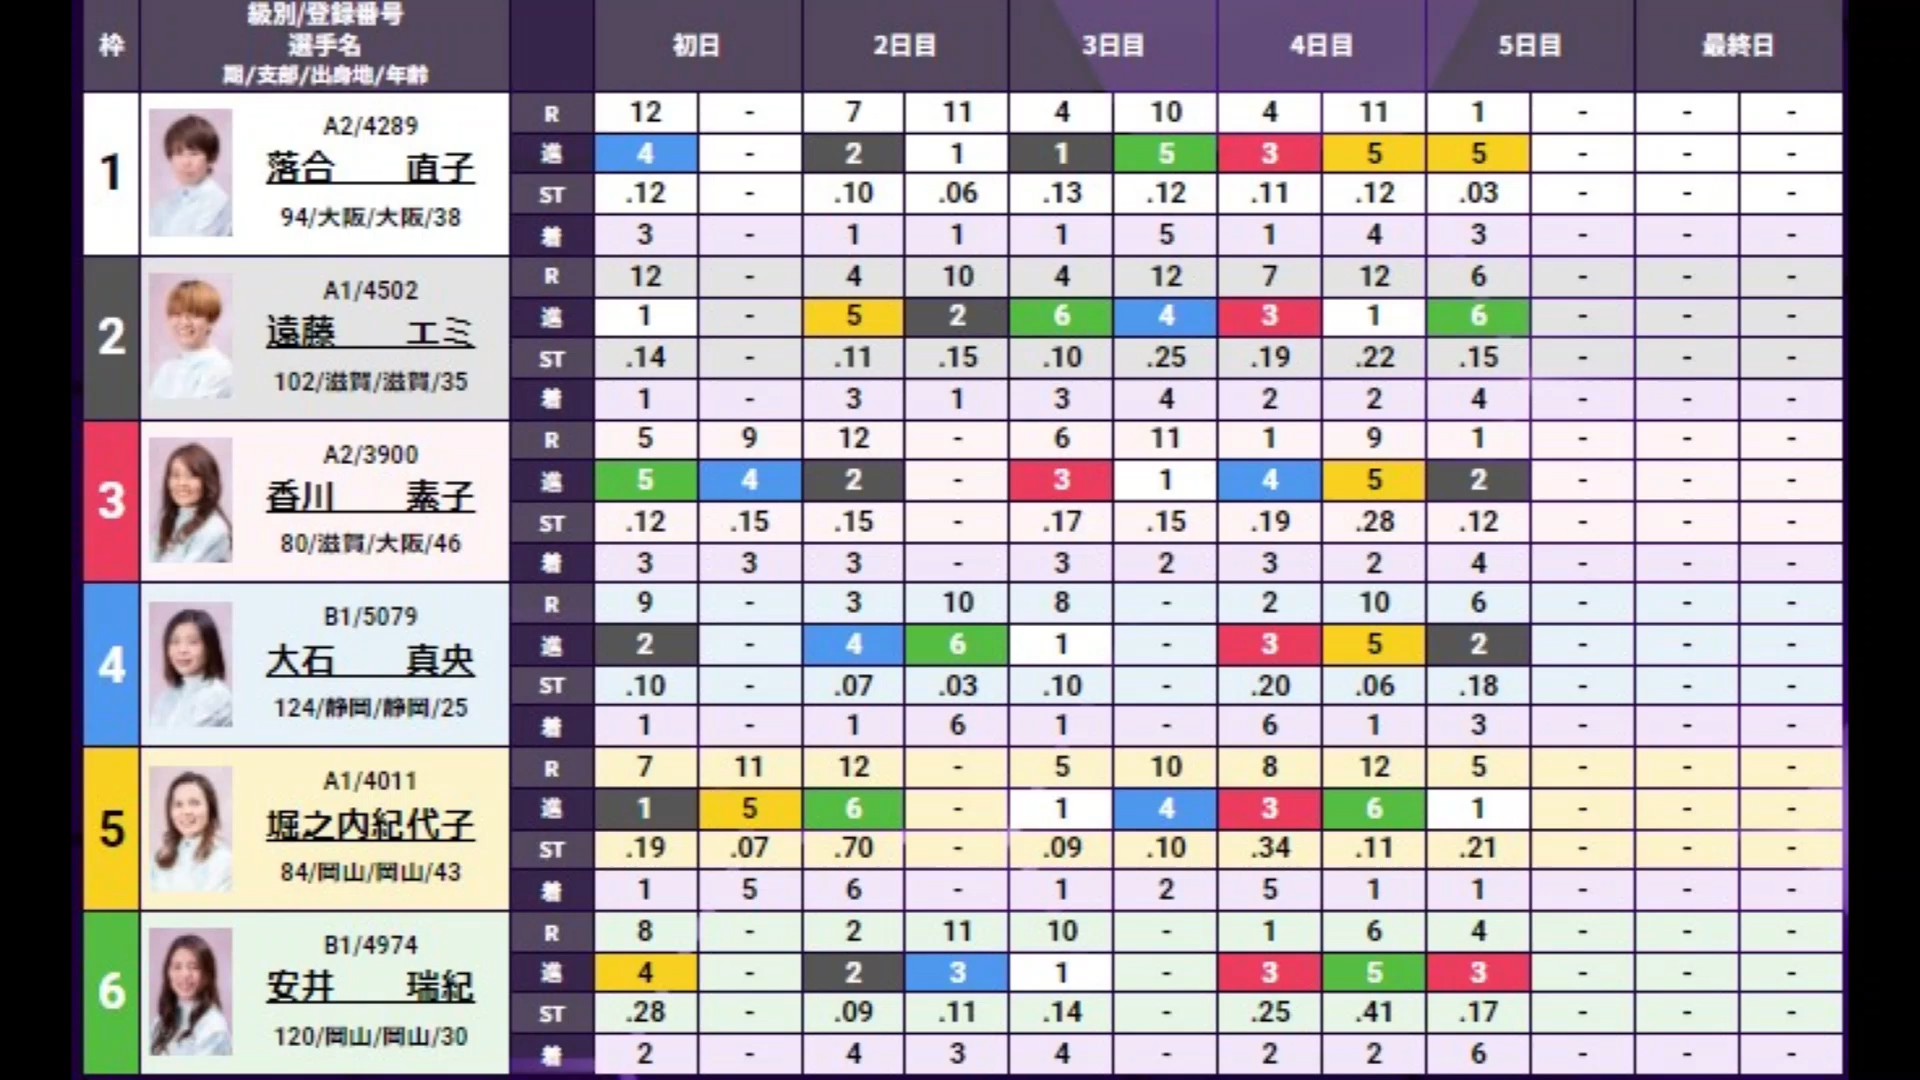 枠 級別/登録番号 選手名 期/支部/出身地/年齢 初日 2日目 3日目 4日目 5日目 最終日
1 A2/4289 落合 直子 94/大阪/大阪/38
R 12 - 7 11 4 10 4 11 1 - - -
進 4 - 2 1 1 5 3 5 5 - - -
ST .12 - .10 .06 .13 .12 .11 .12 .03 - - -
着 3 - 1 1 1 5 1 4 3 - - -
2 A1/4502 遠藤 エミ 102/滋賀/滋賀/35
R 12 - 4 10 4 12 7 12 6 - - -
進 1 - 5 2 6 4 3 1 6 - - -
ST .14 - .11 .15 .10 .25 .19 .22 .15 - - -
着 1 - 3 1 3 4 2 2 4 - - -
3 A2/3900 香川 素子 80/滋賀/大阪/46
R 5 9 12 - 6 11 1 9 1 - - -
進 5 4 2 - 3 1 4 5 2 - - -
ST .12 .15 .15 - .17 .15 .19 .28 .12 - - -
着 3 3 3 - 3 2 3 2 4 - - -
4 B1/5079 大石 真央 124/静岡/静岡/25
R 9 - 3 10 8 - 2 10 6 - - -
進 2 - 4 6 1 - 3 5 2 - - -
ST .10 - .07 .03 .10 - .20 .06 .18 - - -
着 1 - 1 6 1 - 6 1 3 - - -
5 A1/4011 堀之内紀代子 84/岡山/岡山/43
R 7 11 12 - 5 10 8 12 5 - - -
進 1 5 6 - 1 4 3 6 1 - - -
ST .19 .07 .70 - .09 .10 .34 .11 .21 - - -
着 1 5 6 - 1 2 5 1 1 - - -
6 B1/4974 安井 瑞紀 120/岡山/岡山/30
R 8 - 2 11 10 - 1 6 4 - - -
進 4 - 2 3 1 - 3 5 3 - - -
ST .28 - .09 .11 .14 - .25 .41 .17 - - -
着 2 - 4 3 4 - 2 2 6 - - -